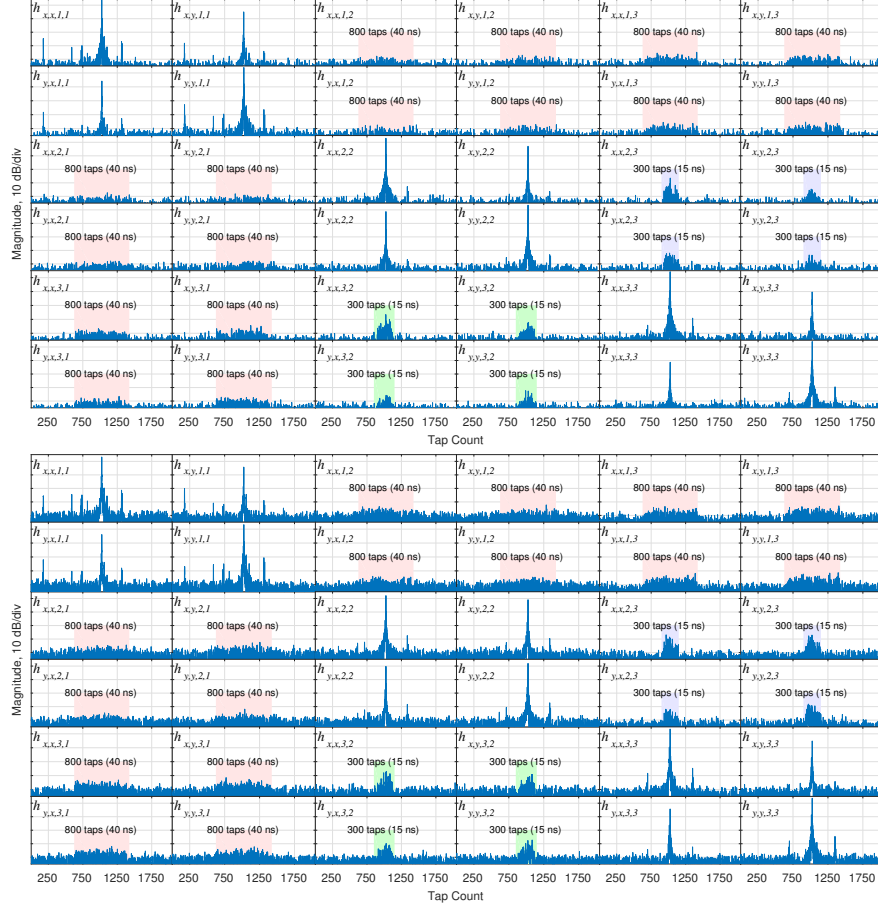 h x,x,1,1 h x,y,1,1 h x,x,1,2 h x,y,1,2 h x,x,1,3 h x,y,1,3
800 taps (40 ns) 800 taps (40 ns) 800 taps (40 ns) 800 taps (40 ns)
h y,x,1,1 h y,y,1,1 h y,x,1,2 h y,y,1,2 h y,x,1,3 h y,y,1,3
800 taps (40 ns) 800 taps (40 ns) 800 taps (40 ns) 800 taps (40 ns)
h x,x,2,1 h x,y,2,1 h x,x,2,2 h x,y,2,2 h x,x,2,3 h x,y,2,3
800 taps (40 ns) 800 taps (40 ns) 300 taps (15 ns) 300 taps (15 ns)
h y,x,2,1 h y,y,2,1 h y,x,2,2 h y,y,2,2 h y,x,2,3 h y,y,2,3
800 taps (40 ns) 800 taps (40 ns) 300 taps (15 ns) 300 taps (15 ns)
h x,x,3,1 h x,y,3,1 h x,x,3,2 h x,y,3,2 h x,x,3,3 h x,y,3,3
800 taps (40 ns) 800 taps (40 ns) 300 taps (15 ns) 300 taps (15 ns)
h y,x,3,1 h y,y,3,1 h y,x,3,2 h y,y,3,2 h y,x,3,3 h y,y,3,3
800 taps (40 ns) 800 taps (40 ns) 300 taps (15 ns) 300 taps (15 ns)
Magnitude, 10 dB/div
250 750 1250 1750 250 750 1250 1750 250 750 1250 1750 250 750 1250 1750 250 750 1250 1750 250 750 1250 1750
Tap Count
h x,x,1,1 h x,y,1,1 h x,x,1,2 h x,y,1,2 h x,x,1,3 h x,y,1,3
800 taps (40 ns) 800 taps (40 ns) 800 taps (40 ns) 800 taps (40 ns)
h y,x,1,1 h y,y,1,1 h y,x,1,2 h y,y,1,2 h y,x,1,3 h y,y,1,3
800 taps (40 ns) 800 taps (40 ns) 800 taps (40 ns) 800 taps (40 ns)
h x,x,2,1 h x,y,2,1 h x,x,2,2 h x,y,2,2 h x,x,2,3 h x,y,2,3
800 taps (40 ns) 800 taps (40 ns) 300 taps (15 ns) 300 taps (15 ns)
h y,x,2,1 h y,y,2,1 h y,x,2,2 h y,y,2,2 h y,x,2,3 h y,y,2,3
800 taps (40 ns) 800 taps (40 ns) 300 taps (15 ns) 300 taps (15 ns)
h x,x,3,1 h x,y,3,1 h x,x,3,2 h x,y,3,2 h x,x,3,3 h x,y,3,3
800 taps (40 ns) 800 taps (40 ns) 300 taps (15 ns) 300 taps (15 ns)
h y,x,3,1 h y,y,3,1 h y,x,3,2 h y,y,3,2 h y,x,3,3 h y,y,3,3
800 taps (40 ns) 800 taps (40 ns) 300 taps (15 ns) 300 taps (15 ns)
Magnitude, 10 dB/div
250 750 1250 1750 250 750 1250 1750 250 750 1250 1750 250 750 1250 1750 250 750 1250 1750 250 750 1250 1750
Tap Count